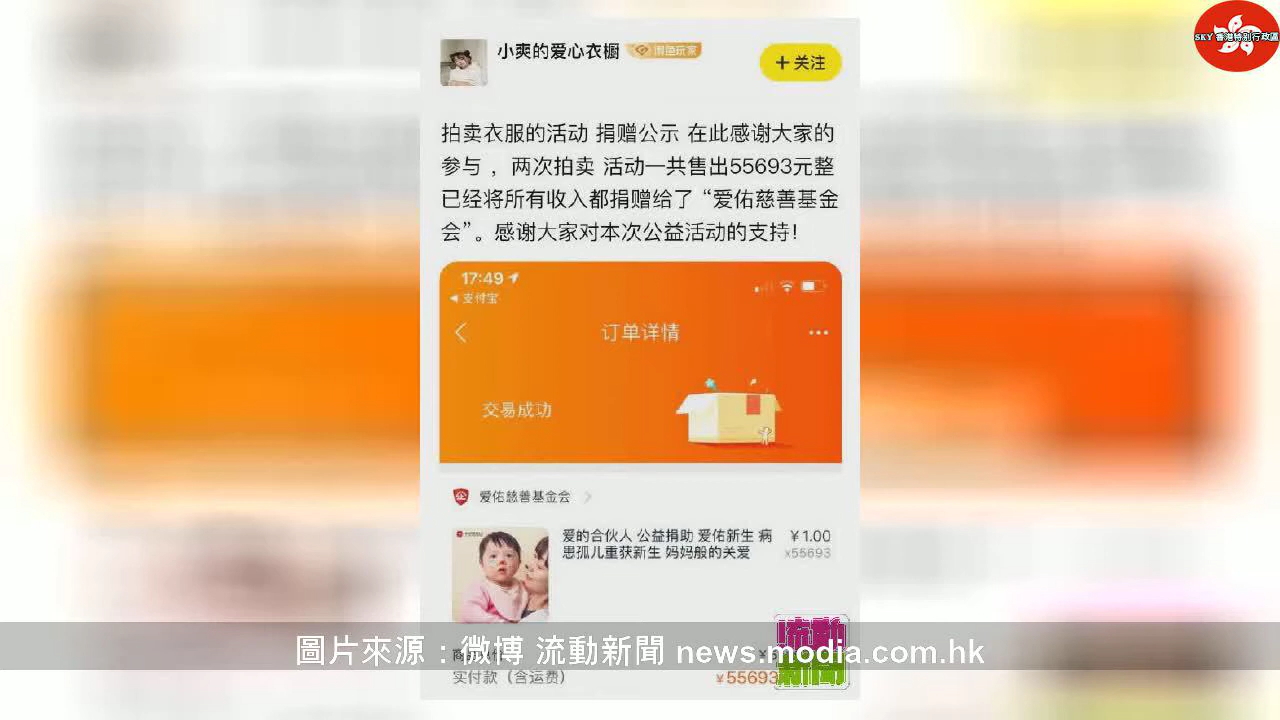 SKY 香港特別行政區
小爽的爱心衣橱
闲鱼玩家
+关注
拍卖衣服的活动 捐赠公示 在此感谢大家的
参与 ，两次拍卖 活动一共售出55693元整
已经将所有收入都捐赠给了“爱佑慈善基金
会”。感谢大家对本次公益活动的支持！
17:49
支付宝
订单详情
交易成功
爱佑慈善基金会
爱的合伙人 公益捐助 爱佑新生 病
患孤儿重获新生 妈妈般的关爱
¥1.00
x55693
圖片來源：微博 流動新聞 news.modia.com.hk
流動新聞
实付款（含运费）
¥55693